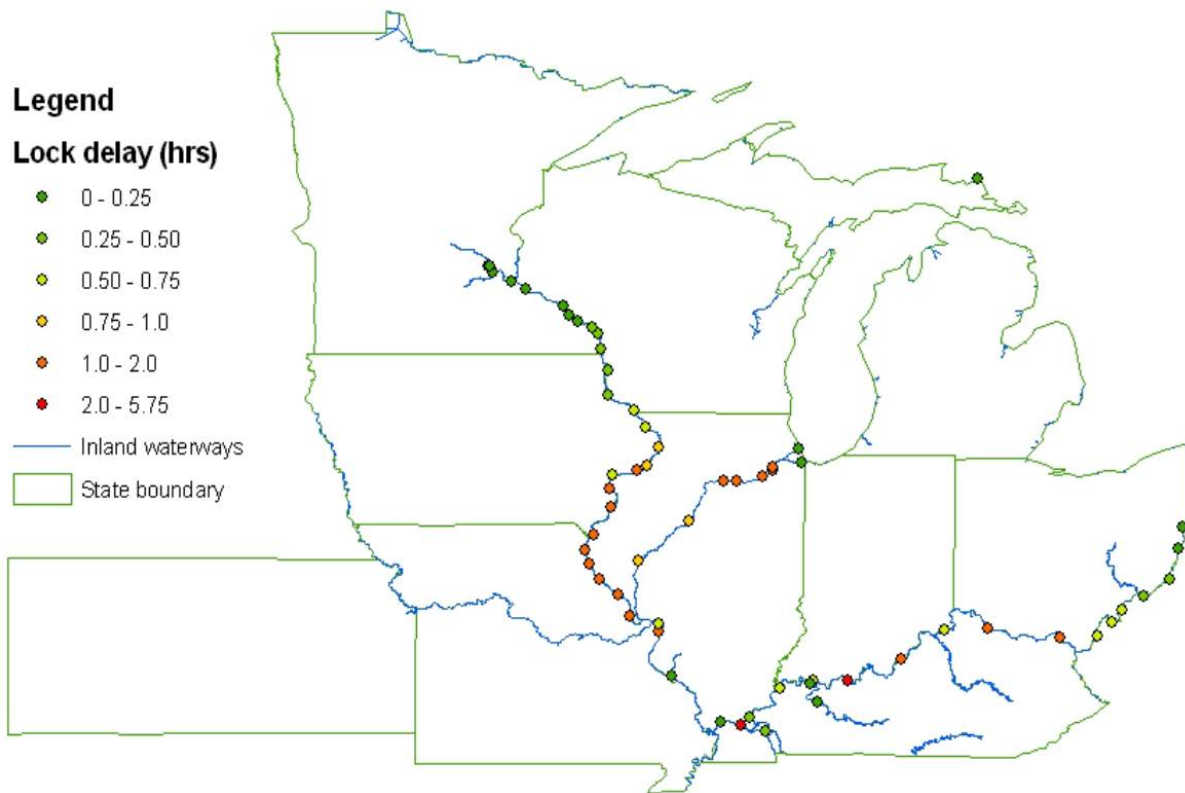 Legend
Lock delay (hrs)
0 - 0.25
0.25 - 0.50
0.50 - 0.75
0.75 - 1.0
1.0 - 2.0
2.0 - 5.75
Inland waterways
State boundary